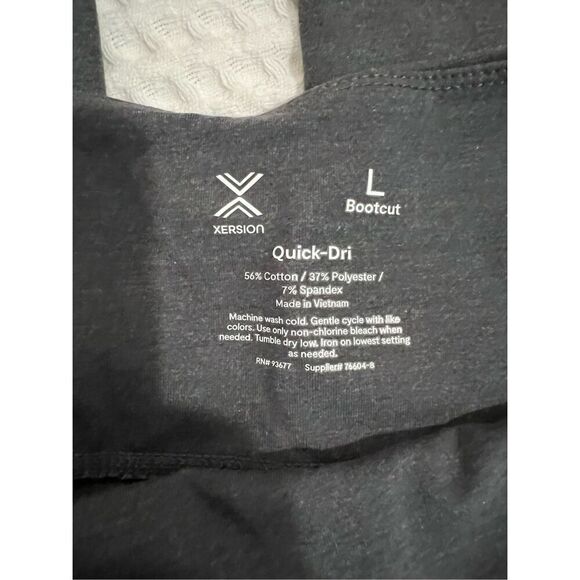 XERSION
L
Bootcut
Quick-Dri
56% Cotton / 37% Polyester /
7% Spandex
Made in Vietnam
Machine wash cold. Gentle cycle with like
colors. Use only non-chlorine bleach when
needed. Tumble dry low. Iron on lowest setting
as needed.
RN# 93677 Supplier# 76604-8